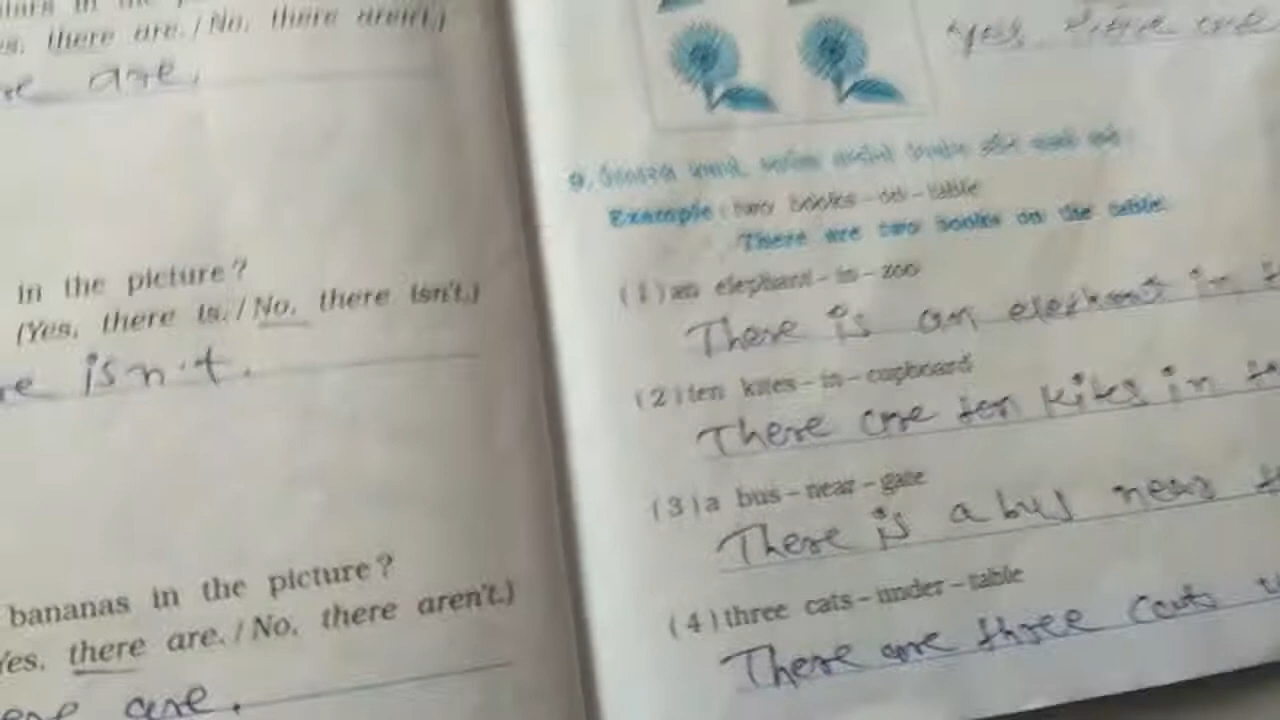 there are. / No, there aren't.)
are.
in the picture?
(Yes, there is. / No, there isn't.)
isn't.
bananas in the picture?
there are. / No, there aren't.)
are.
Yes,
9.
Example : two books - on - table
There are two books on the table.
(1) an elephant - in - zoo
There is an elephant in
(2) ten kites - in - cupboard
There are ten kites in
(3) a bus - near - gate
There is a bus near
(4) three cats - under - table
There are three cats